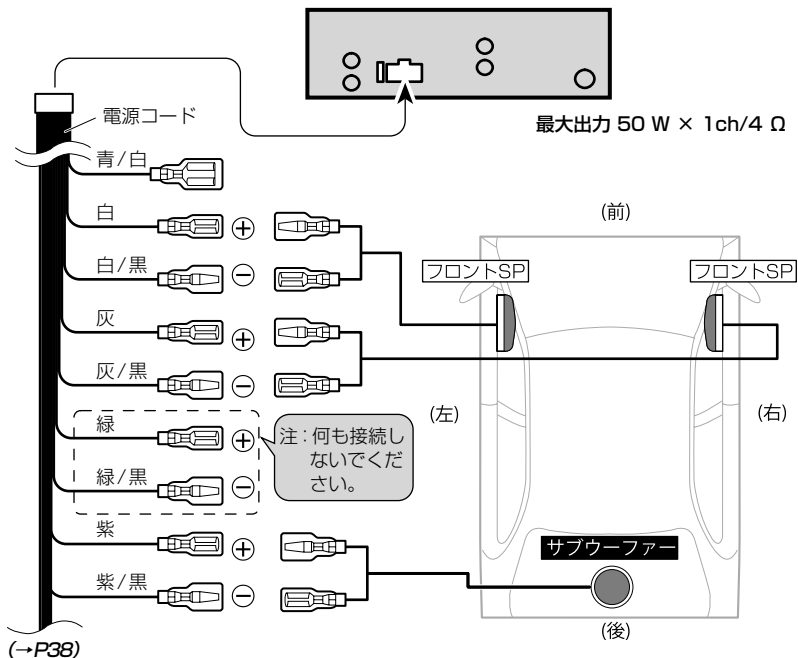 電源コード
最大出力 50 W × 1ch/4 Ω
青/白
白
⊕
白/黒
⊖
灰
⊕
灰/黒
⊖
緑
⊕
緑/黒
⊖
注:何も接続し
ないでくだ
さい。
紫
⊕
紫/黒
⊖
(→P38)
(前)
フロントSP
フロントSP
(左)
(右)
サブウーファー
(後)